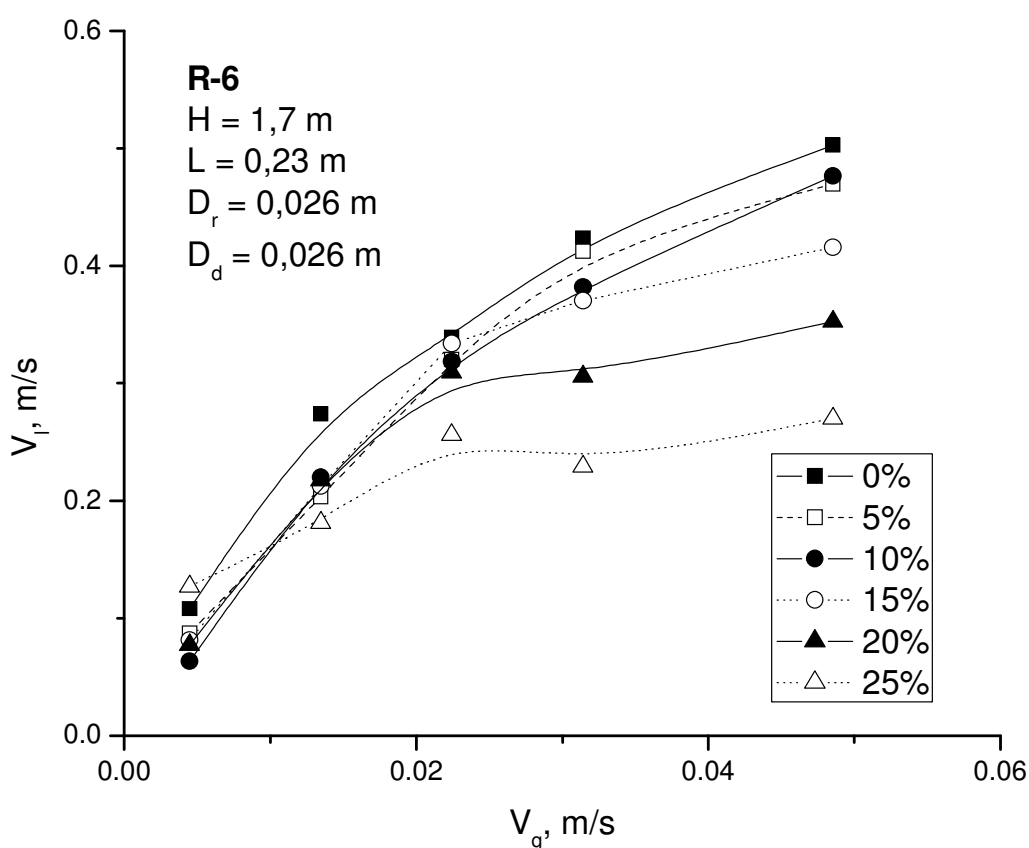 0.6
0.4
0.2
0.0
V_l, m/s
R-6
H = 1,7 m
L = 0,23 m
D_r = 0,026 m
D_d = 0,026 m
0%
5%
10%
15%
20%
25%
0.00 0.02 0.04 0.06
V_g, m/s